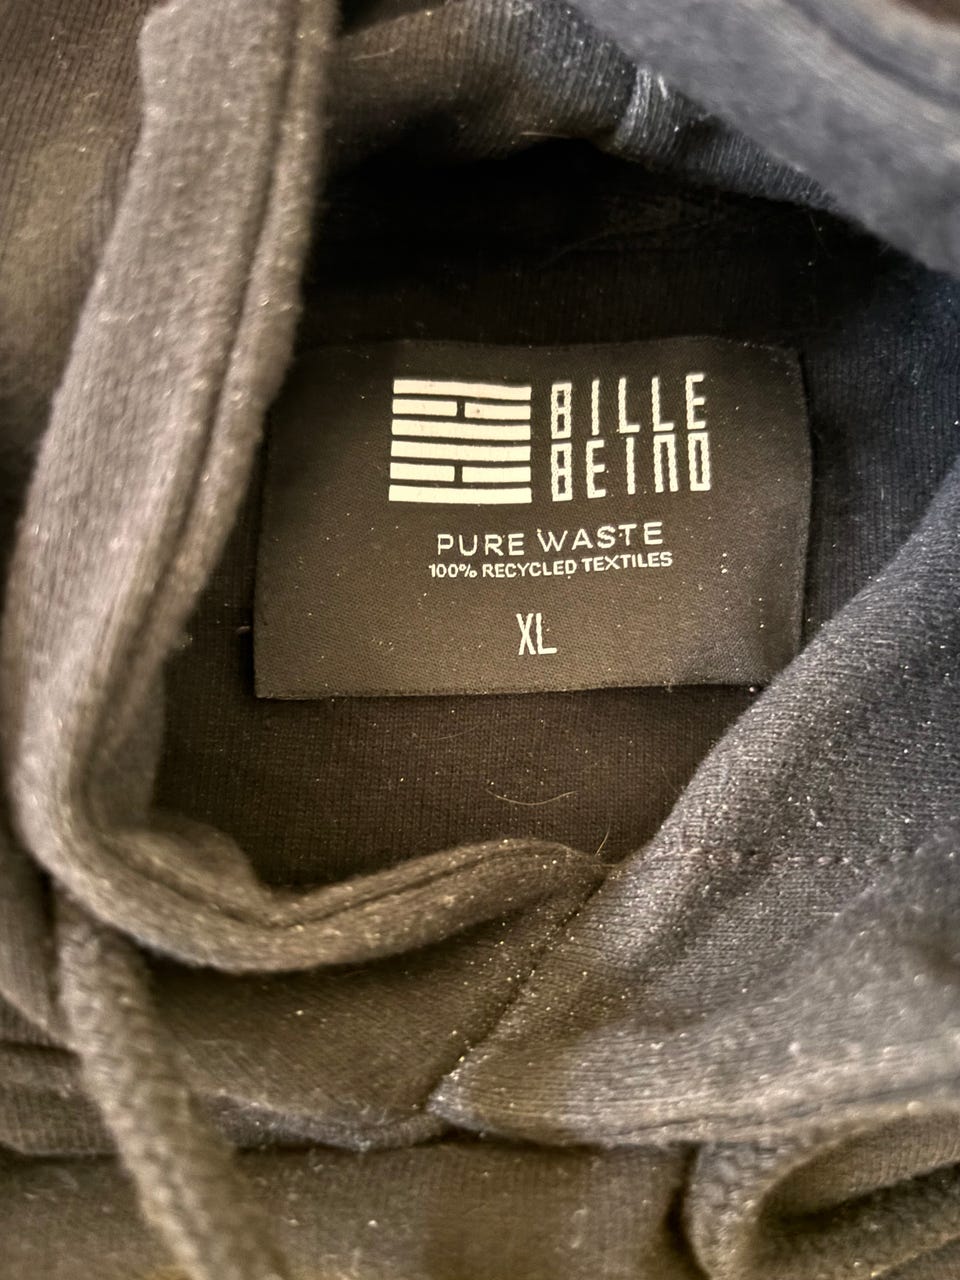 BILLE
BEINO
PURE WASTE
100% RECYCLED TEXTILES
XL